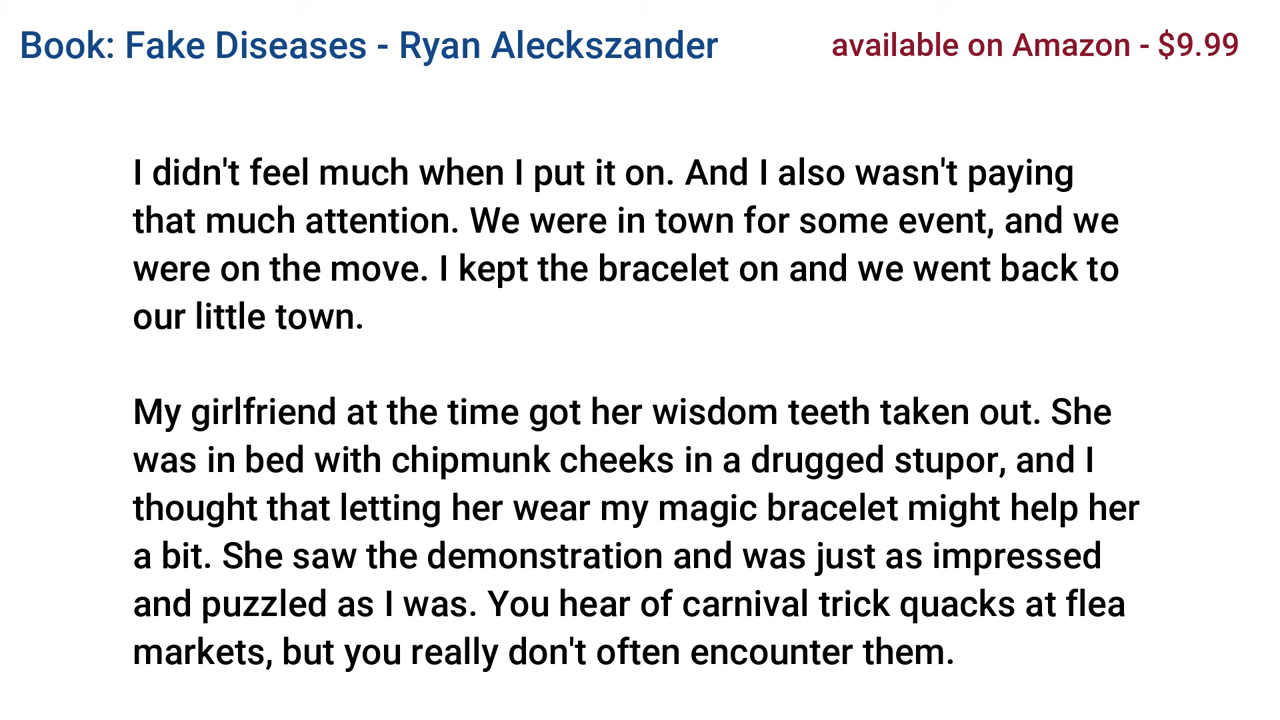 Book: Fake Diseases - Ryan Aleckszander
available on Amazon - $9.99
I didn't feel much when I put it on. And I also wasn't paying
that much attention. We were in town for some event, and we
were on the move. I kept the bracelet on and we went back to
our little town.
My girlfriend at the time got her wisdom teeth taken out. She
was in bed with chipmunk cheeks in a drugged stupor, and I
thought that letting her wear my magic bracelet might help her
a bit. She saw the demonstration and was just as impressed
and puzzled as I was. You hear of carnival trick quacks at flea
markets, but you really don't often encounter them.